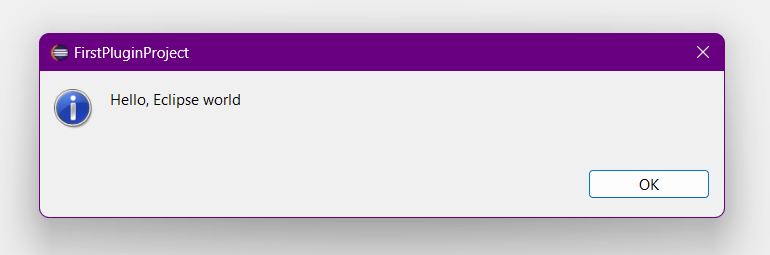 FirstPluginProject
Hello, Eclipse world
OK